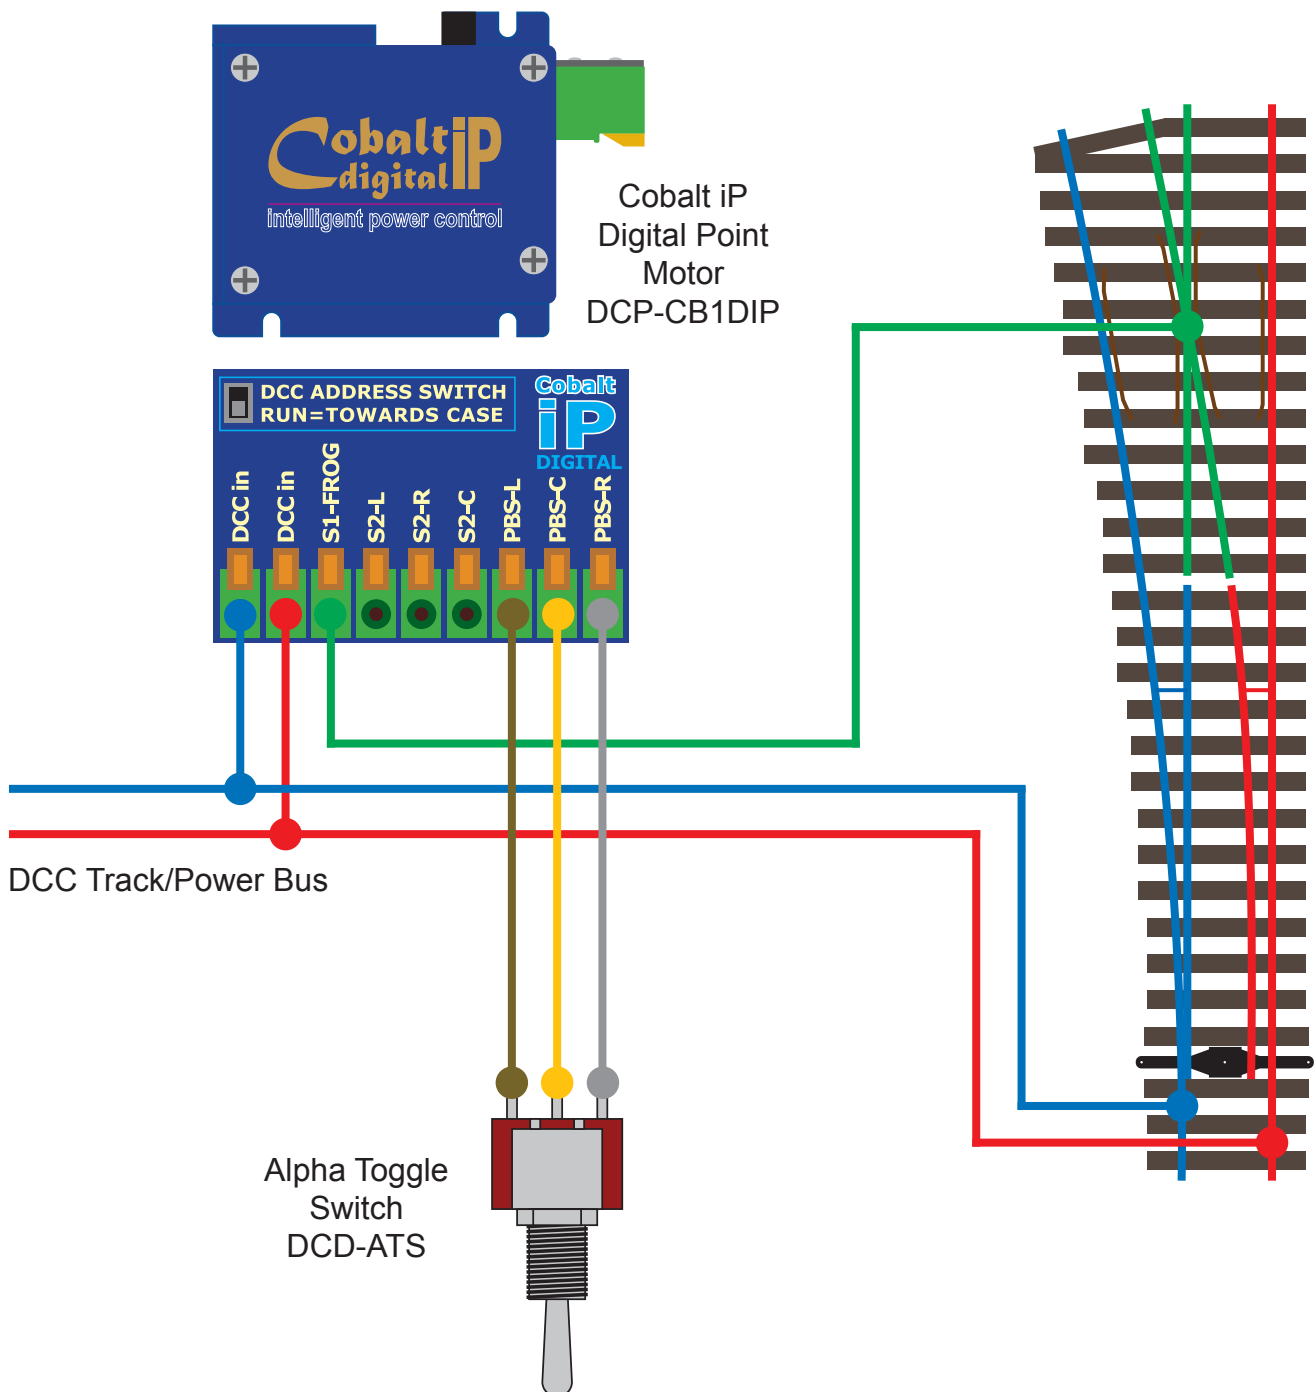 Cobalt iP
digital
intelligent power control
Cobalt iP
Digital Point
Motor
DCP-CB1DIP
DCC ADDRESS SWITCH
RUN=TOWARDS CASE
Cobalt
iP
DIGITAL
DCC in
DCC in
S1-FROG
S2-L
S2-R
S2-C
PBS-L
PBS-C
PBS-R
DCC Track/Power Bus
Alpha Toggle
Switch
DCD-ATS